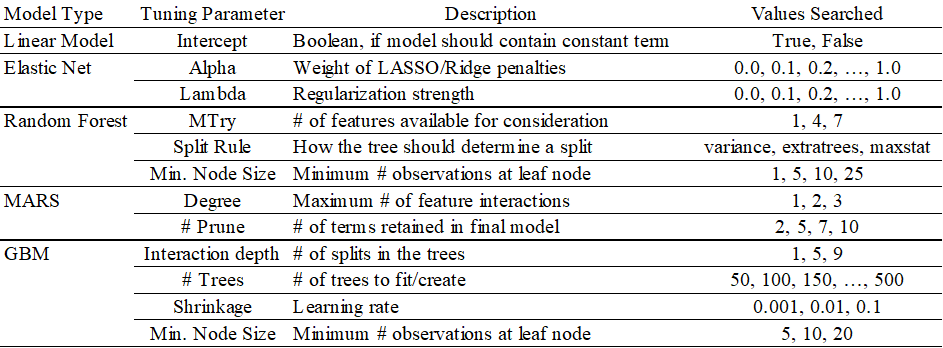 Model Type Tuning Parameter Description Values Searched
Linear Model Intercept Boolean, if model should contain constant term True, False
Elastic Net Alpha Weight of LASSO/Ridge penalties 0.0, 0.1, 0.2, …, 1.0
Lambda Regularization strength 0.0, 0.1, 0.2, …, 1.0
Random Forest MTry # of features available for consideration 1, 4, 7
Split Rule How the tree should determine a split variance, extratrees, maxstat
Min. Node Size Minimum # observations at leaf node 1, 5, 10, 25
MARS Degree Maximum # of feature interactions 1, 2, 3
# Prune # of terms retained in final model 2, 5, 7, 10
GBM Interaction depth # of splits in the trees 1, 5, 9
# Trees # of trees to fit/create 50, 100, 150, …, 500
Shrinkage Learning rate 0.001, 0.01, 0.1
Min. Node Size Minimum # observations at leaf node 5, 10, 20